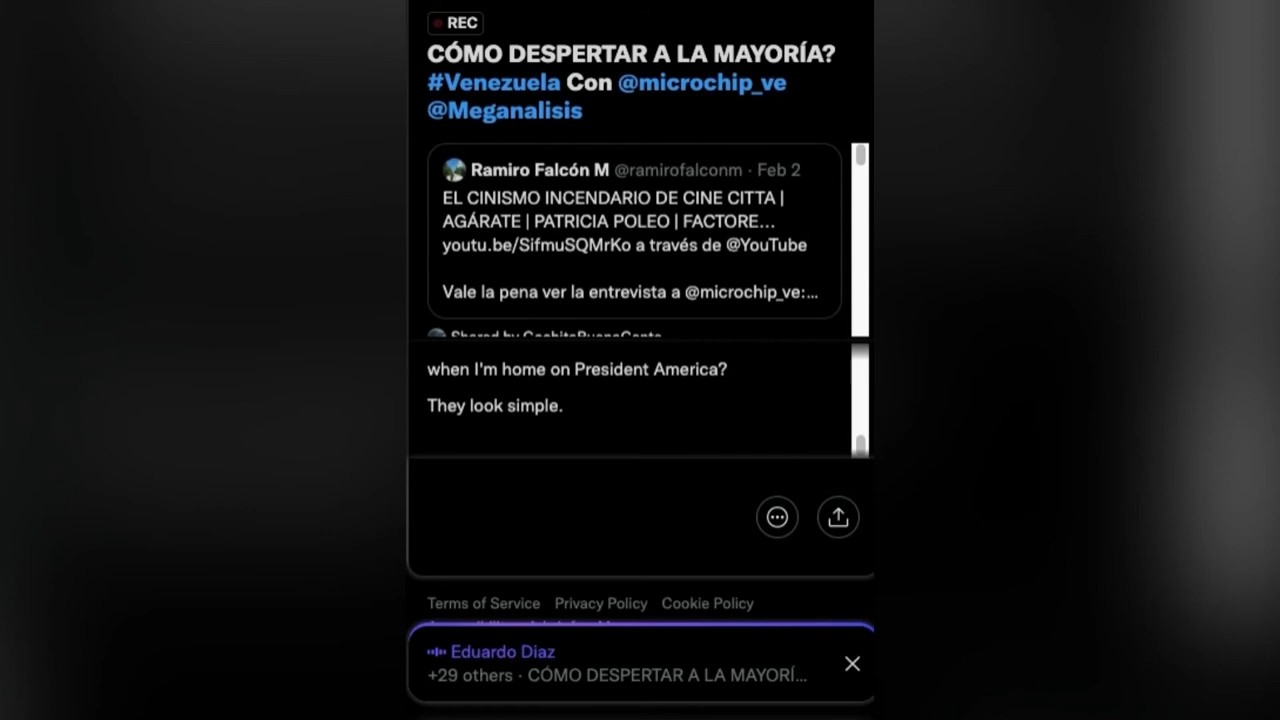 REC
CÓMO DESPERTAR A LA MAYORÍA?
#Venezuela Con @microchip_ve
@Meganalisis
Ramiro Falcón M @ramirofalconm · Feb 2
EL CINISMO INCENDARIO DE CINE CITTA |
AGÁRATE | PATRICIA POLEO | FACTORE...
youtu.be/SifmuSQMrKo a través de @YouTube
Vale la pena ver la entrevista a @microchip_ve:...
Shared by
when I'm home on President America?
They look simple.
Terms of Service Privacy Policy Cookie Policy
Eduardo Diaz
+29 others · CÓMO DESPERTAR A LA MAYORÍ...